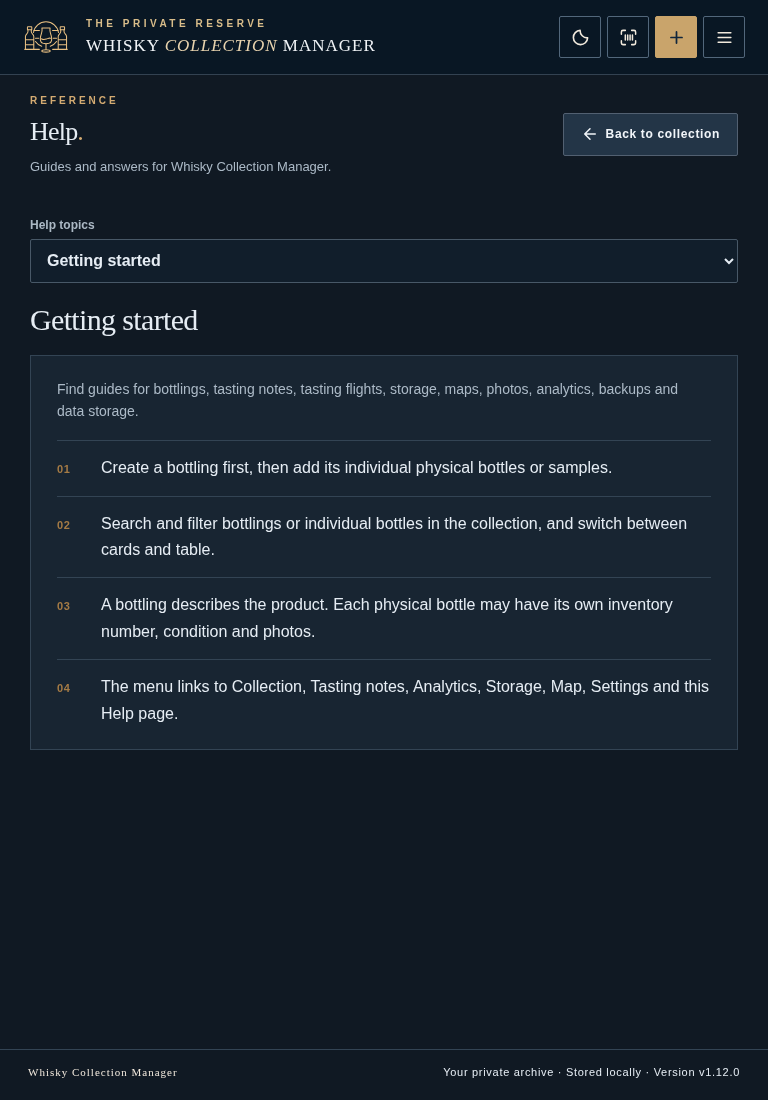 THE PRIVATE RESERVE
WHISKY COLLECTION MANAGER
REFERENCE
Help.
Guides and answers for Whisky Collection Manager.
Back to collection
Help topics
Getting started
Getting started
Find guides for bottlings, tasting notes, tasting flights, storage, maps, photos, analytics, backups and
data storage.
01 Create a bottling first, then add its individual physical bottles or samples.
02 Search and filter bottlings or individual bottles in the collection, and switch between
cards and table.
03 A bottling describes the product. Each physical bottle may have its own inventory
number, condition and photos.
04 The menu links to Collection, Tasting notes, Analytics, Storage, Map, Settings and this
Help page.
Whisky Collection Manager
Your private archive · Stored locally · Version v1.12.0